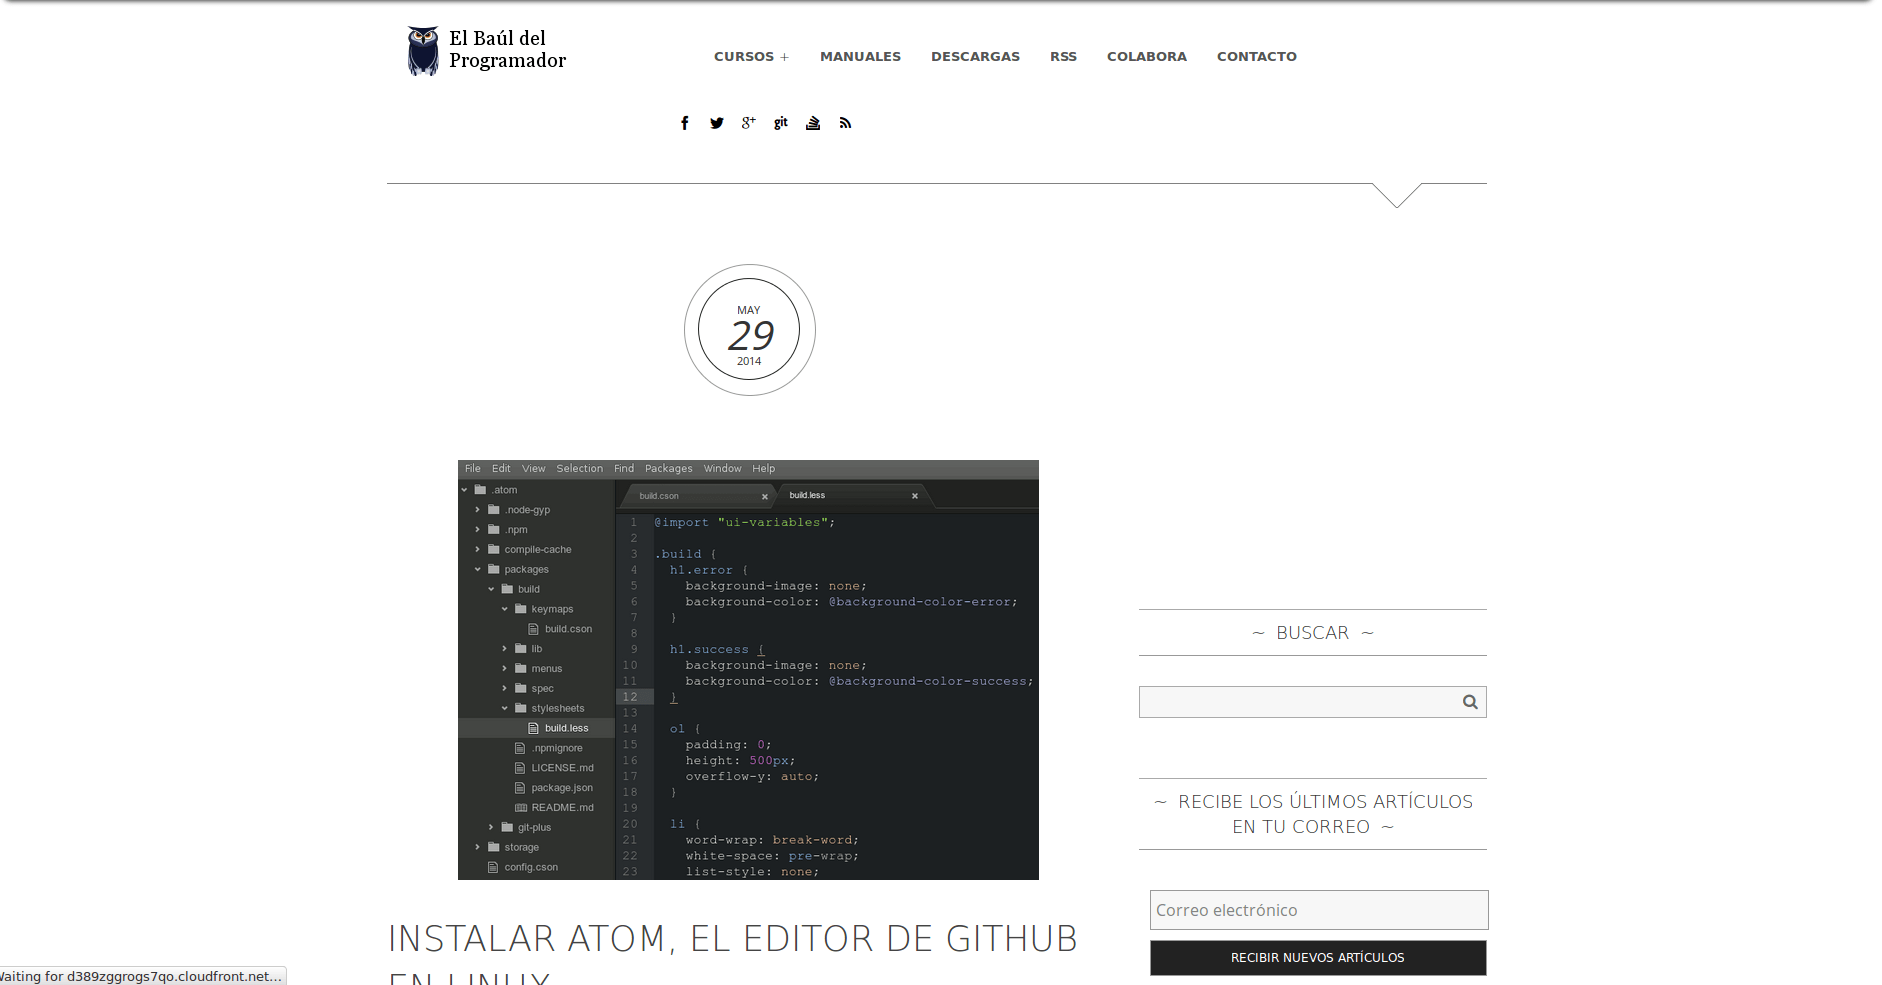 El Baúl del
Programador
CURSOS + MANUALES DESCARGAS RSS COLABORA CONTACTO
g+ git
MAY
29
2014
File Edit View Selection Find Packages Window Help
.atom
.node-gyp
.npm
compile-cache
packages
build
keymaps
build.cson
lib
menus
spec
stylesheets
build.less
.npmignore
LICENSE.md
package.json
README.md
git-plus
storage
config.cson
build.cson × build.less ×
1 @import "ui-variables";
2
3 .build {
4 h1.error {
5 background-image: none;
6 background-color: @background-color-error;
7 }
8
9 h1.success {
10 background-image: none;
11 background-color: @background-color-success;
12 }
13
14 ol {
15 padding: 0;
16 height: 500px;
17 overflow-y: auto;
18 }
19
20 li {
21 word-wrap: break-word;
22 white-space: pre-wrap;
23 list-style: none;
INSTALAR ATOM, EL EDITOR DE GITHUB
EN LINUX
~ BUSCAR ~
~ RECIBE LOS ÚLTIMOS ARTÍCULOS
EN TU CORREO ~
Correo electrónico
RECIBIR NUEVOS ARTÍCULOS
Waiting for d389zggrogs7qo.cloudfront.net...